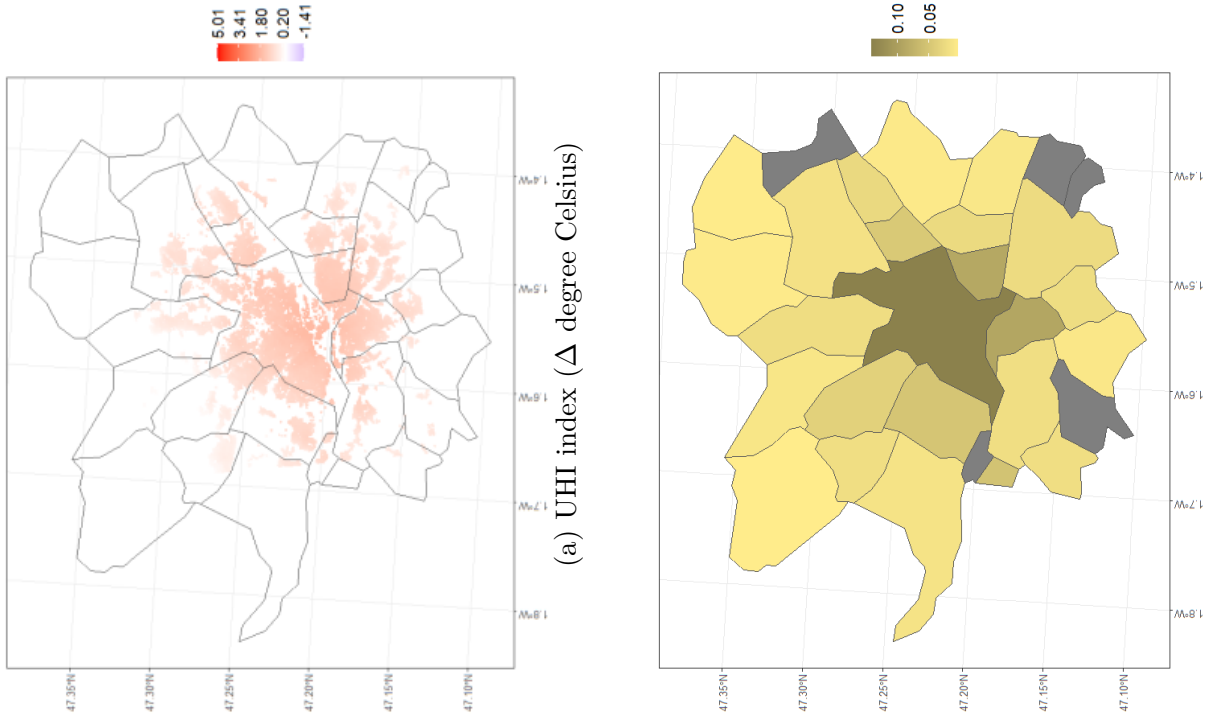 5.01
3.41
1.80
0.20
-1.41
47.35°N
47.30°N
47.25°N
47.20°N
47.15°N
47.10°N
1.8°W
1.7°W
1.6°W
1.5°W
1.4°W
(a) UHI index (Δ degree Celsius)
0.10
0.05
47.35°N
47.30°N
47.25°N
47.20°N
47.15°N
47.10°N
1.8°W
1.7°W
1.6°W
1.5°W
1.4°W